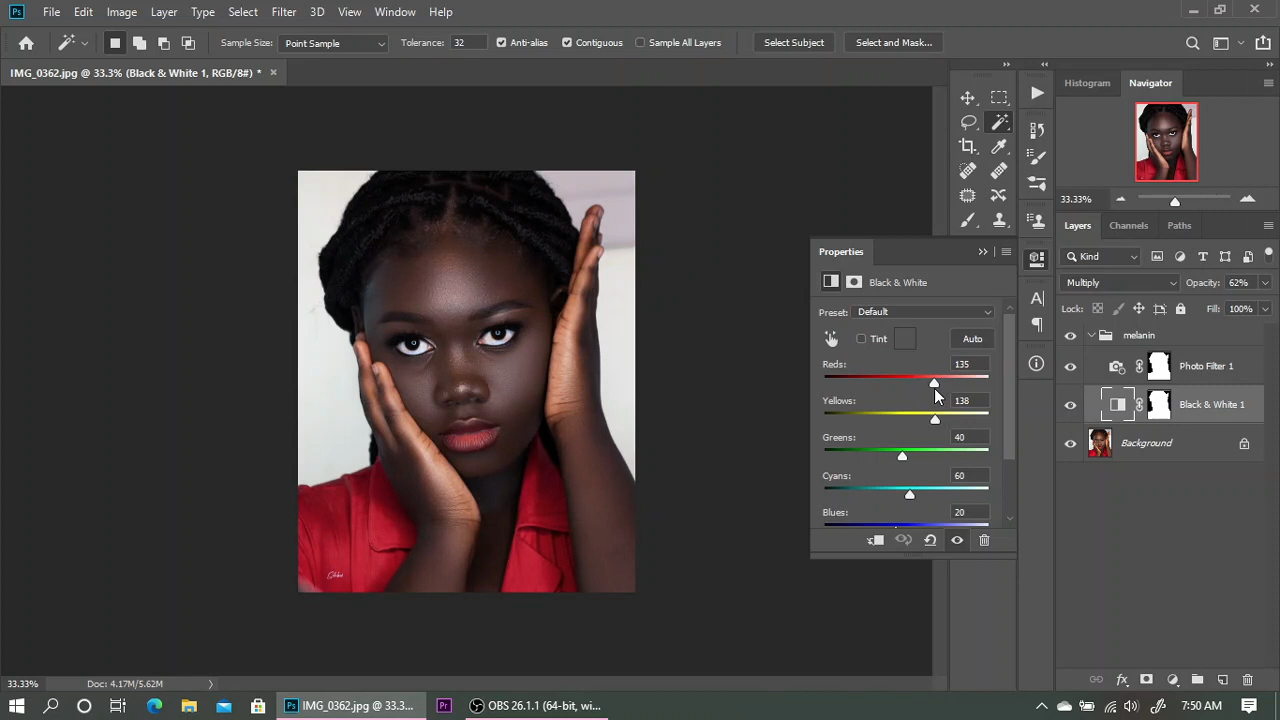 Ps File Edit Image Layer Type Select Filter 3D View Window Help
Sample Size: Point Sample Tolerance: 32 Anti-alias Contiguous Sample All Layers Select Subject Select and Mask...
IMG_0362.jpg @ 33.3% (Black & White 1, RGB/8#) *
Histogram Navigator
33.33%
Layers Channels Paths
Kind
Multiply Opacity: 62%
Lock: Fill: 100%
melanin
Photo Filter 1
Black & White 1
Background
Properties
Black & White
Preset: Default
Tint Auto
Reds: 135
Yellows: 138
Greens: 40
Cyans: 60
Blues: 20
A
33.33% Doc: 4.17M/5.62M
Ps IMG_0362.jpg @ 33.3... Pr OBS 26.1.1 (64-bit, wi... 7:50 AM